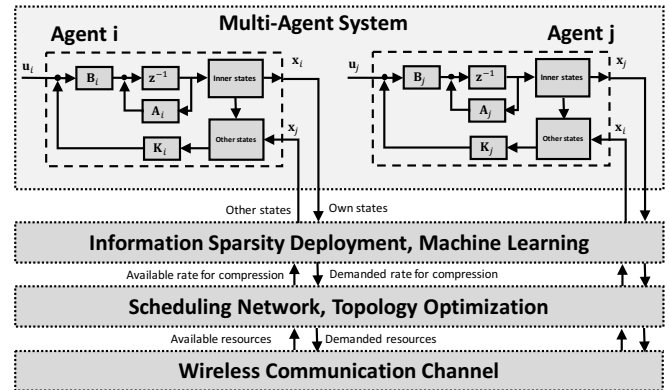 Multi-Agent System
Agent i
Agent j
u_i
B_i
z⁻¹
Inner states
x_i
A_i
K_i
Other states
x_j
u_j
B_j
z⁻¹
Inner states
x_j
A_j
K_j
Other states
x_i
Other states
Own states
Information Sparsity Deployment, Machine Learning
Available rate for compression
Demanded rate for compression
Scheduling Network, Topology Optimization
Available resources
Demanded resources
Wireless Communication Channel